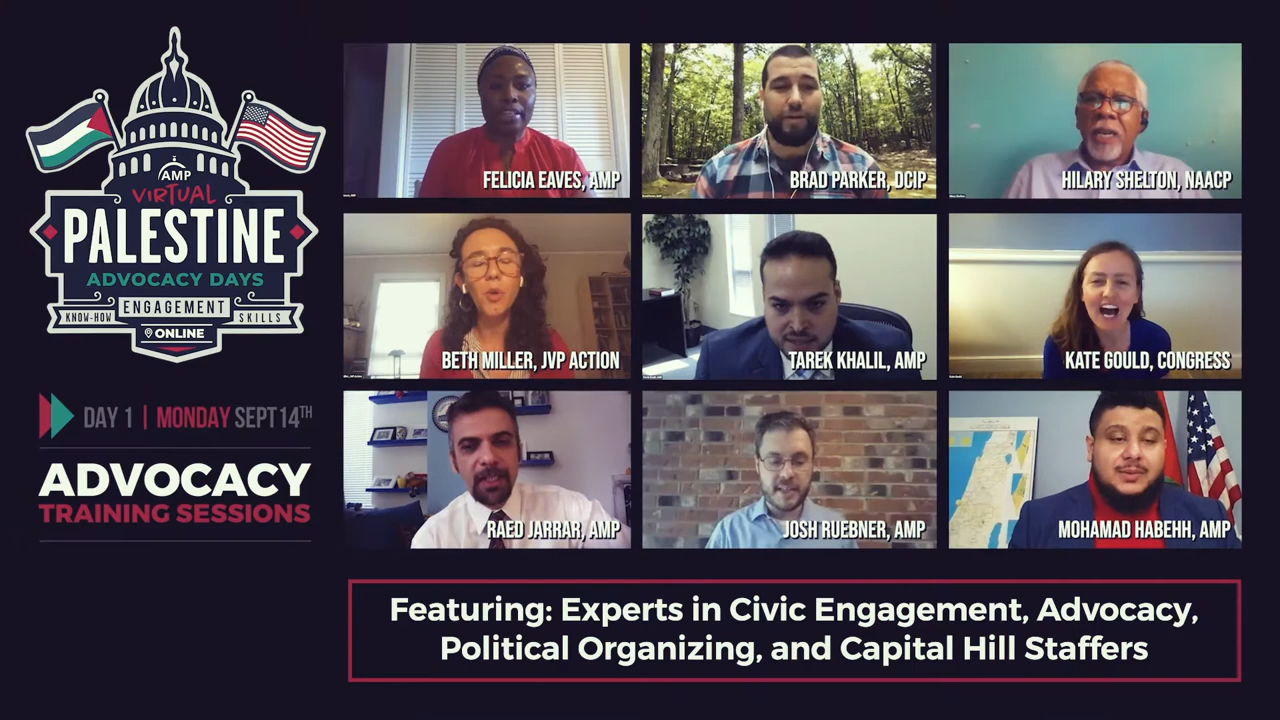 AMP
VIRTUAL
PALESTINE
ADVOCACY DAYS
KNOW-HOW ENGAGEMENT SKILLS
ONLINE
DAY 1 | MONDAY SEPT 14TH
ADVOCACY
TRAINING SESSIONS
FELICIA EAVES, AMP
BRAD PARKER, DCIP
HILARY SHELTON, NAACP
BETH MILLER, JVP ACTION
TAREK KHALIL, AMP
KATE GOULD, CONGRESS
RAED JARRAR, AMP
JOSH RUEBNER, AMP
MOHAMAD HABEHH, AMP
Featuring: Experts in Civic Engagement, Advocacy,
Political Organizing, and Capital Hill Staffers